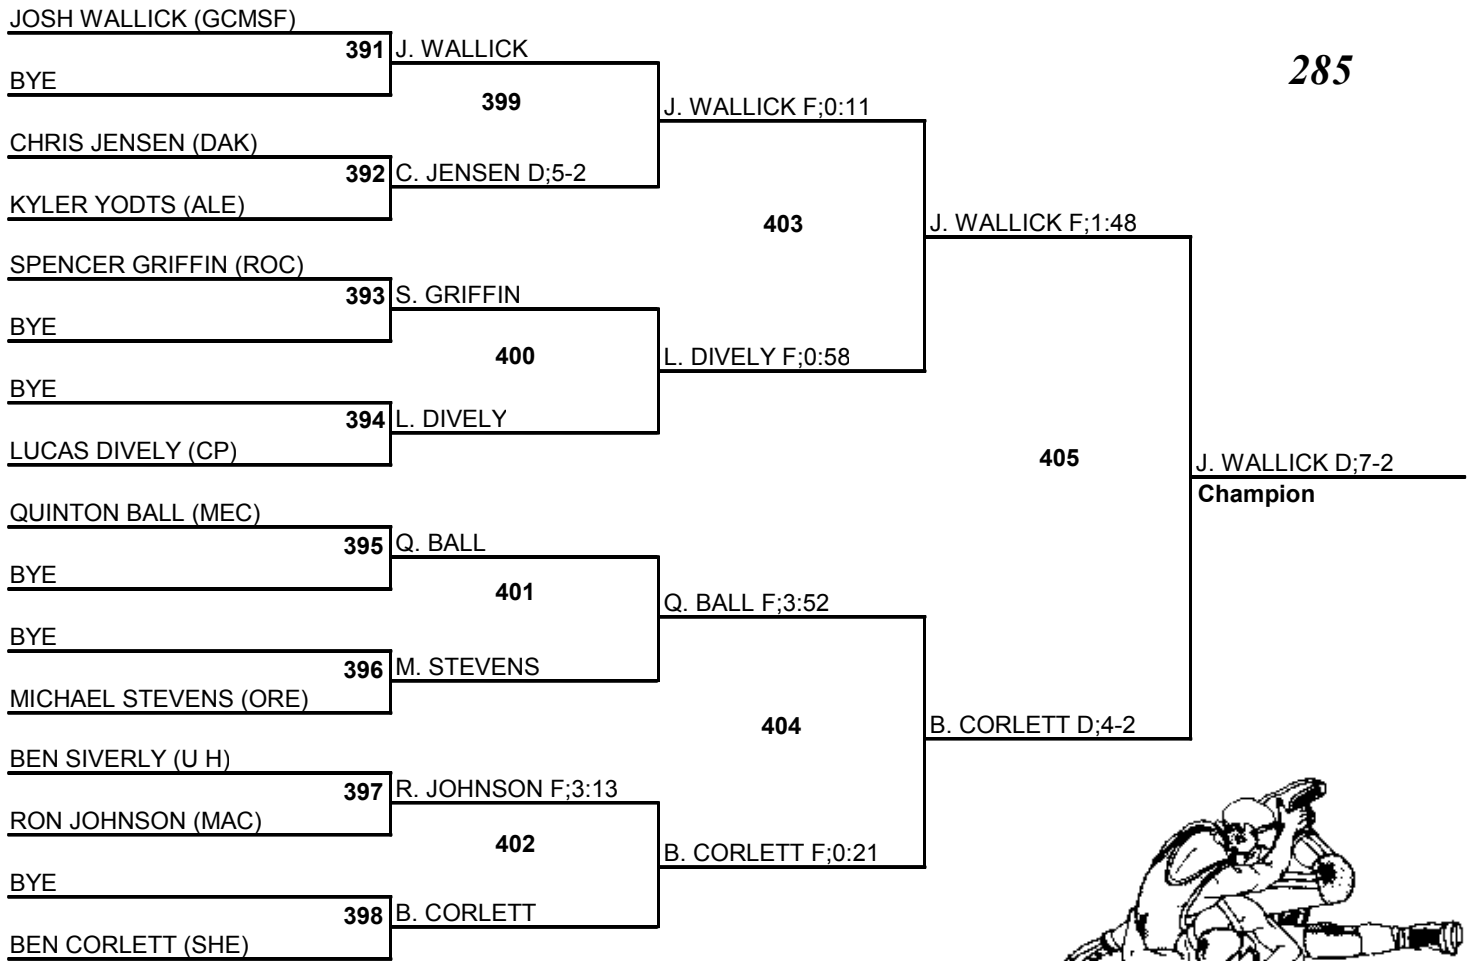 JOSH WALLICK (GCMSF)
391 J. WALLICK
BYE
285
399
J. WALLICK F;0:11
CHRIS JENSEN (DAK)
392 C. JENSEN D;5-2
KYLER YODTS (ALE)
403
J. WALLICK F;1:48
SPENCER GRIFFIN (ROC)
393 S. GRIFFIN
BYE
400
L. DIVELY F;0:58
BYE
394 L. DIVELY
LUCAS DIVELY (CP)
405
J. WALLICK D;7-2
Champion
QUINTON BALL (MEC)
395 Q. BALL
BYE
401
Q. BALL F;3:52
BYE
396 M. STEVENS
MICHAEL STEVENS (ORE)
404
B. CORLETT D;4-2
BEN SIVERLY (U H)
397 R. JOHNSON F;3:13
RON JOHNSON (MAC)
402
B. CORLETT F;0:21
BYE
398 B. CORLETT
BEN CORLETT (SHE)